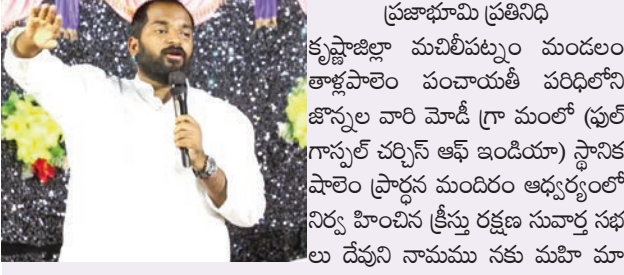 ప్రజాభూమి ప్రతినిధి
కృష్ణాజిల్లా మచిలీపట్నం మండలం
తాళ్లపాలెం పంచాయతీ పరిధిలోని
జొన్నల వారి మోడీ గ్రా మంలో (ఫుల్
గాస్పల్ చర్చిస్ ఆఫ్ ఇండియా) స్థానిక
షాలెం ప్రార్థన మందిరం ఆధ్వర్యంలో
నిర్వ హించిన క్రీస్తు రక్షణ సువార్త సభ
లు దేవుని నామము నకు మహి మా